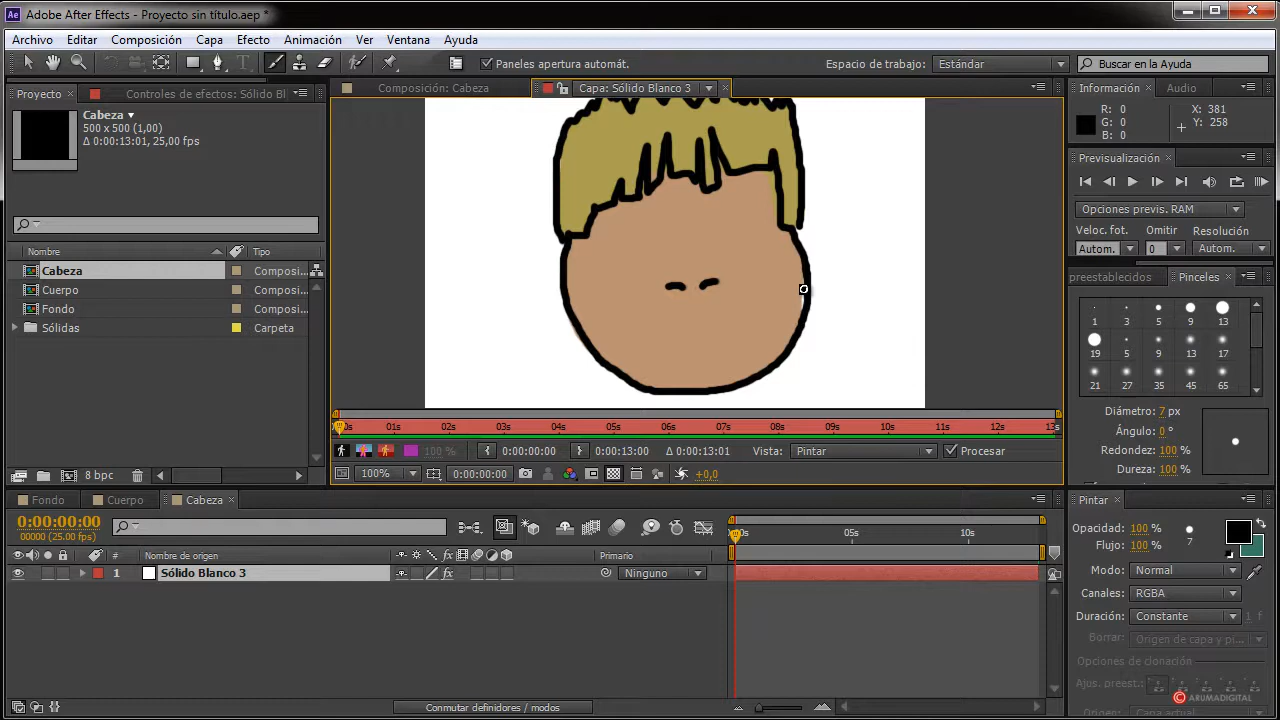 Adobe After Effects - Proyecto sin título.aep *
Archivo Editar Composición Capa Efecto Animación Ver Ventana Ayuda
Paneles apertura automát. Espacio de trabajo: Estándar Buscar en la Ayuda
Proyecto Controles de efectos: Sólido Bl
Composición: Cabeza Capa: Sólido Blanco 3
Información Audio
Cabeza
500 x 500 (1,00)
Δ 0:00:13:01, 25,00 fps
R: 0
G: 0
B: 0
X: 381
Y: 258
Previsualización
Opciones previs. RAM
Veloc. fot. Omitir Resolución
Autom. 0 Autom.
Nombre Tipo
Cabeza Composi...
Cuerpo Composi...
Fondo Composi...
Sólidas Carpeta
preestablecidos Pinceles
1 3 5 9 13
19 5 9 13 17
21 27 35 45 65
Diámetro: 7 px
Ángulo: 0 °
Redondez: 100 %
Dureza: 100 %
01s 02s 03s 04s 05s 06s 07s 08s 09s 10s 11s 12s 13s
100 % 0:00:00:00 0:00:13:00 Δ 0:00:13:01 Vista: Pintar Procesar
8 bpc
100% 0:00:00:00 +0,0
Fondo Cuerpo Cabeza
0:00:00:00
00000 (25.00 fps)
05s 10s
# Nombre de origen Primario
1 Sólido Blanco 3 Ninguno
Pintar
Opacidad: 100 %
Flujo: 100 %
7
Modo: Normal
Canales: RGBA
Duración: Constante 1 f
Borrar: Origen de capa y pi...
Opciones de clonación
Ajus. preest.:
ARUMADIGITAL
Origen: Capa actual
Conmutar definidores / modos